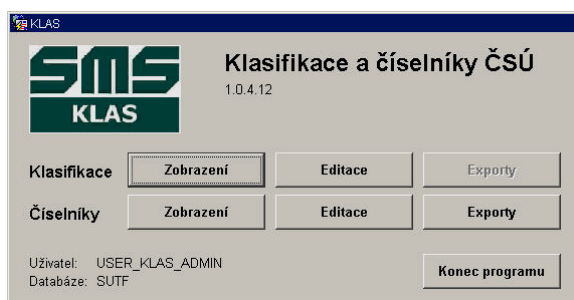 KLAS
SMS
KLAS
Klasifikace a číselníky ČSÚ
1.0.4.12
Klasifikace Zobrazení Editace Exporty
Číselníky Zobrazení Editace Exporty
Uživatel: USER_KLAS_ADMIN
Databáze: SUTF
Konec programu